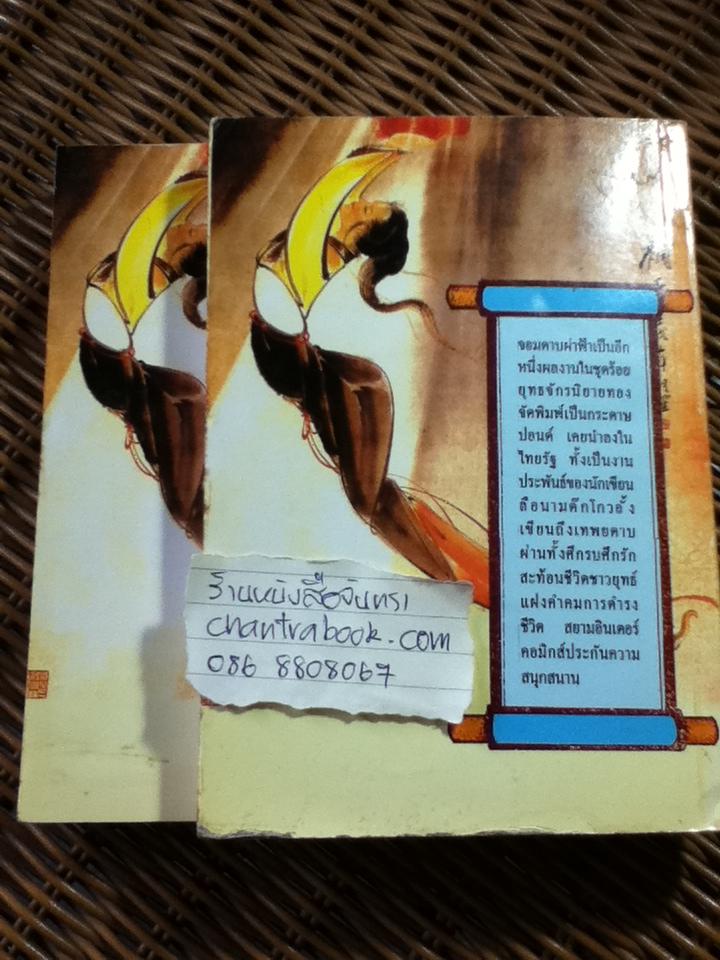 จอมดาบผ่าฟ้าเป็นอีก
หนึ่งผลงานในชุดร้อย
ยุทธจักรนิยายทอง
จัดพิมพ์เป็นกระดาษ
ปอนด์ เคยนำลงใน
ไทยรัฐ ทั้งเป็นงาน
ประพันธ์ของนักเขียน
ลือนามต๊กโกวอั้ง
เขียนถึงเทพยดาบ
ผ่านทั้งศึกรบศึกรัก
สะท้อนชีวิตชาวยุทธ์
แฝงคำคมการดำรง
ชีวิต สยามอินเตอร์
คอมิกส์ประกันความ
สนุกสนาน
ร้านหนังสือจันทรา
chantrabook.com
086 8808067